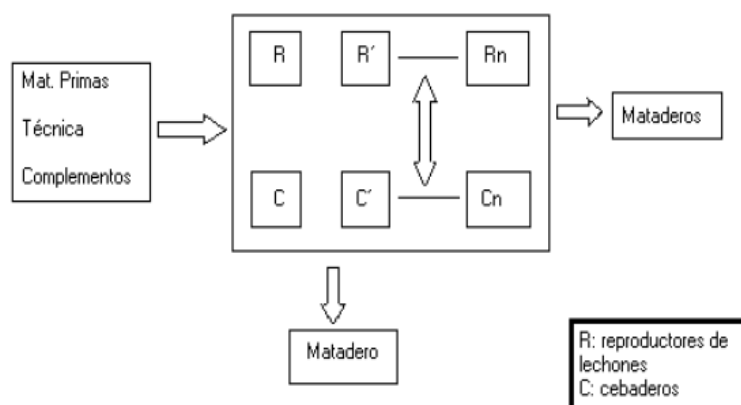 Mat. Primas
Técnica
Complementos
R R´ Rn
C C´ Cn
Mataderos
Matadero
R: reproductores de
lechones
C: cebaderos